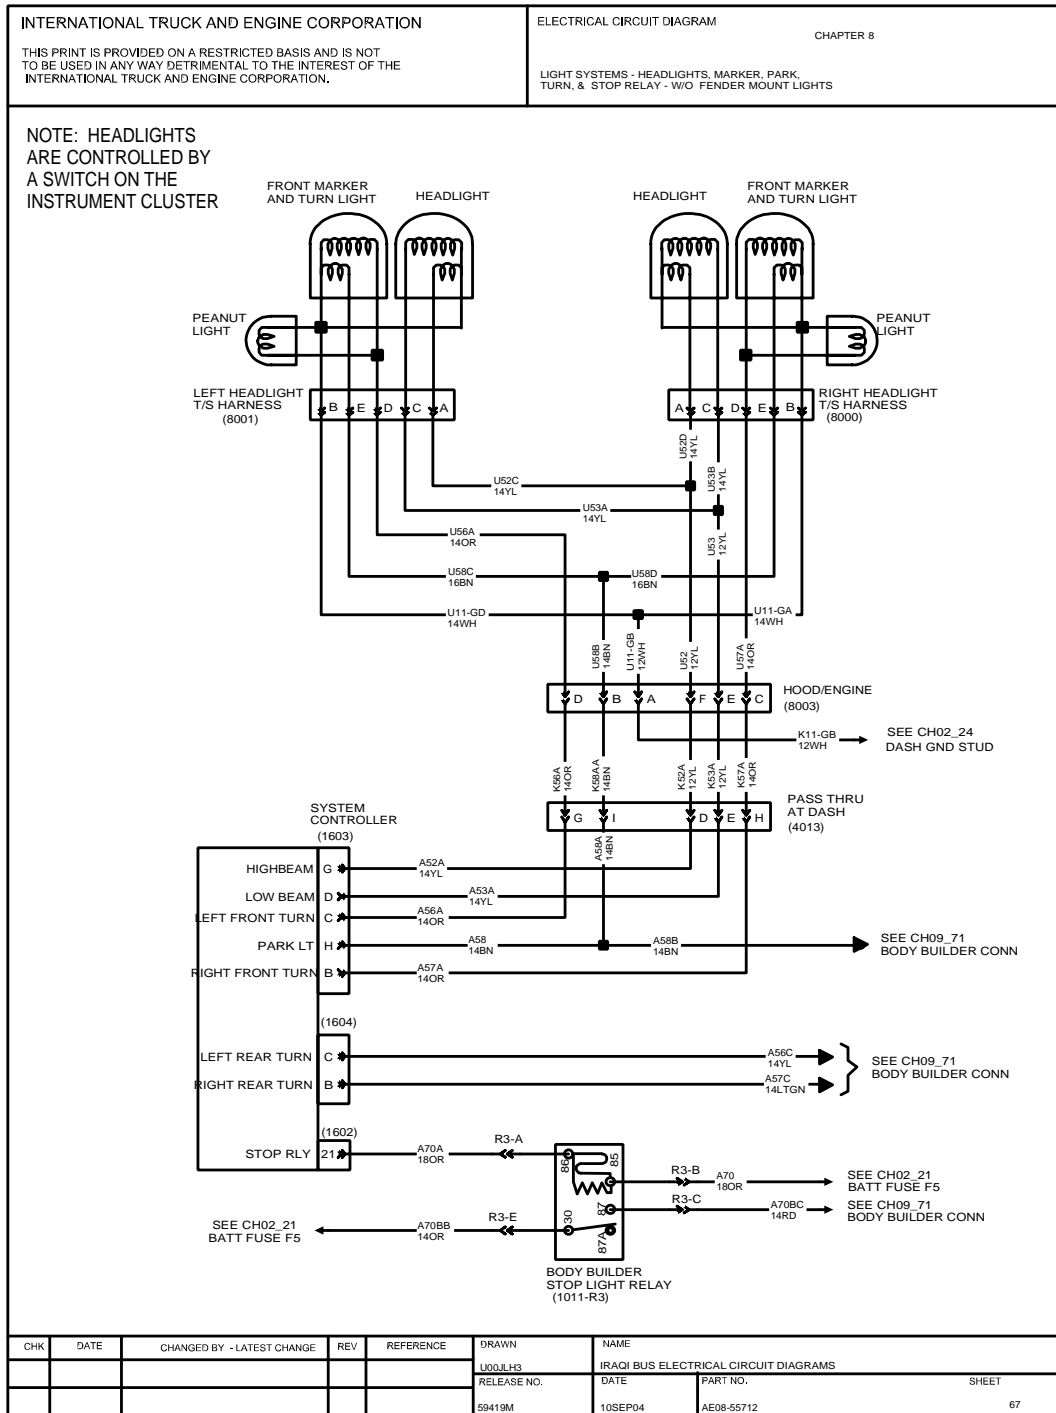 INTERNATIONAL TRUCK AND ENGINE CORPORATION
THIS PRINT IS PROVIDED ON A RESTRICTED BASIS AND IS NOT
TO BE USED IN ANY WAY DETRIMENTAL TO THE INTEREST OF THE
INTERNATIONAL TRUCK AND ENGINE CORPORATION.
ELECTRICAL CIRCUIT DIAGRAM
CHAPTER 8
LIGHT SYSTEMS - HEADLIGHTS, MARKER, PARK,
TURN, & STOP RELAY - W/O FENDER MOUNT LIGHTS
NOTE: HEADLIGHTS
ARE CONTROLLED BY
A SWITCH ON THE
INSTRUMENT CLUSTER
FRONT MARKER
AND TURN LIGHT
HEADLIGHT
HEADLIGHT
FRONT MARKER
AND TURN LIGHT
PEANUT
LIGHT
PEANUT
LIGHT
LEFT HEADLIGHT
T/S HARNESS
(8001)
B E D C A
A C D E B
RIGHT HEADLIGHT
T/S HARNESS
(8000)
U52D
14YL
U53B
14YL
U52C
14YL
U53A
14YL
U56A
14OR
U53
12YL
U58C
16BN
U58D
16BN
U11-GD
14WH
U11-GA
14WH
U58B
14BN
U11-GB
12WH
U52
12YL
U57A
14OR
D B A F E C
HOOD/ENGINE
(8003)
K11-GB
12WH
SEE CH02_24
DASH GND STUD
K56A
14OR
K58AA
14BN
K52A
12YL
K53A
12YL
K57A
14OR
G I D E H
PASS THRU
AT DASH
(4013)
A58A
14BN
SYSTEM
CONTROLLER
(1603)
HIGHBEAM G
A52A
14YL
LOW BEAM D
A53A
14YL
LEFT FRONT TURN C
A56A
14OR
PARK LT H
A58
14BN
A58B
14BN
SEE CH09_71
BODY BUILDER CONN
RIGHT FRONT TURN B
A57A
14OR
(1604)
LEFT REAR TURN C
A56C
14YL
RIGHT REAR TURN B
A57C
14LTGN
SEE CH09_71
BODY BUILDER CONN
(1602)
STOP RLY 21
A70A
18OR
R3-A
86
85
R3-B
A70
18OR
SEE CH02_21
BATT FUSE F5
R3-C
A70BC
14RD
SEE CH09_71
BODY BUILDER CONN
87
30
87A
SEE CH02_21
BATT FUSE F5
A70BB
14OR
R3-E
BODY BUILDER
STOP LIGHT RELAY
(1011-R3)
CHK DATE CHANGED BY - LATEST CHANGE REV REFERENCE
DRAWN
U00JLH3
NAME
IRAQI BUS ELECTRICAL CIRCUIT DIAGRAMS
RELEASE NO.
59419M
DATE
10SEP04
PART NO.
AE08-55712
SHEET
67